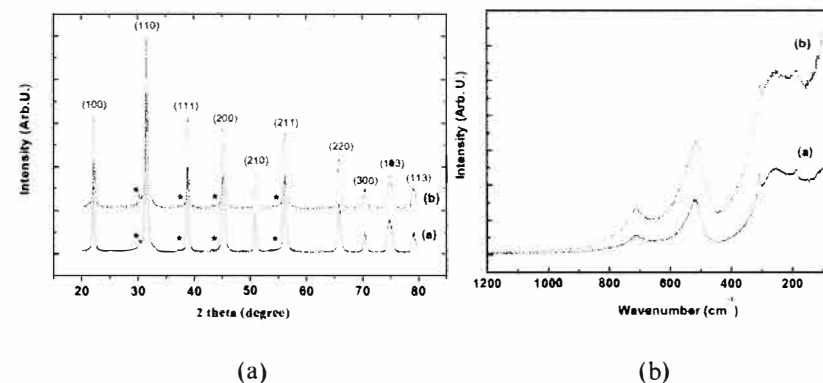 (110)
(100)
(111)
(200)
(211)
(210)
(220)
(300)
(113)
* * * *
(b)
* * * *
(a)
Intensity (Arb.U.)
20 30 40 50 60 70 80
2 theta (degree)
(a)
(b)
(a)
Intensity (Arb. U.)
1200 1000 800 600 400 200
Wavenumber (cm⁻¹)
(b)